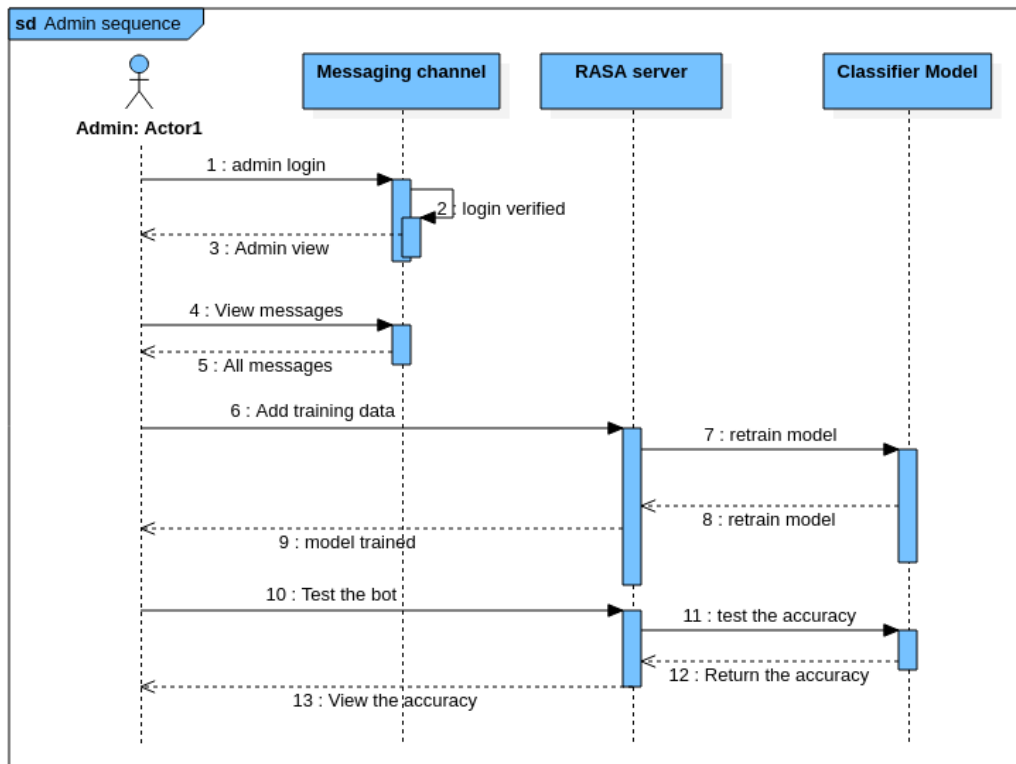 sd Admin sequence
Messaging channel
RASA server
Classifier Model
Admin: Actor1
1 : admin login
2 : login verified
3 : Admin view
4 : View messages
5 : All messages
6 : Add training data
7 : retrain model
8 : retrain model
9 : model trained
10 : Test the bot
11 : test the accuracy
12 : Return the accuracy
13 : View the accuracy